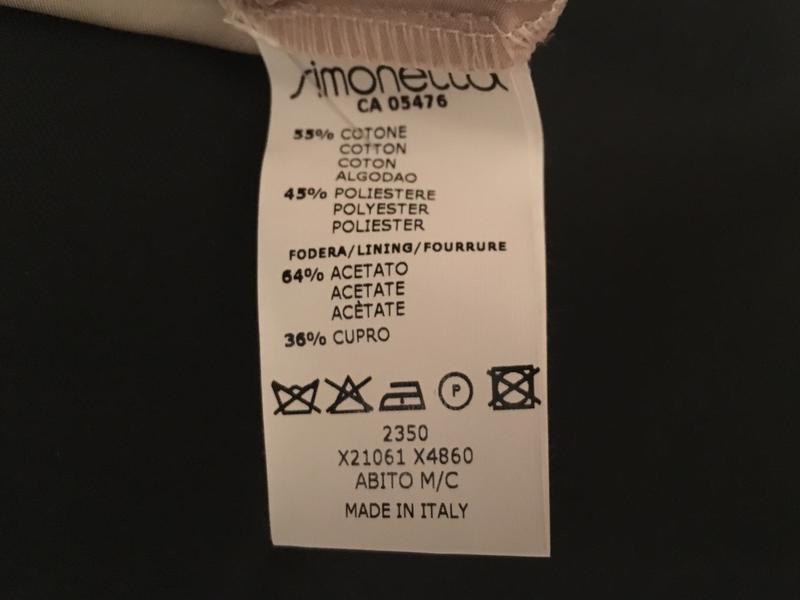 simonetta
CA 05476
55% COTONE
COTTON
COTON
ALGODAO
45% POLIESTERE
POLYESTER
POLIESTER
FODERA/LINING/FOURRURE
64% ACETATO
ACETATE
ACÈTATE
36% CUPRO
P
2350
X21061 X4860
ABITO M/C
MADE IN ITALY